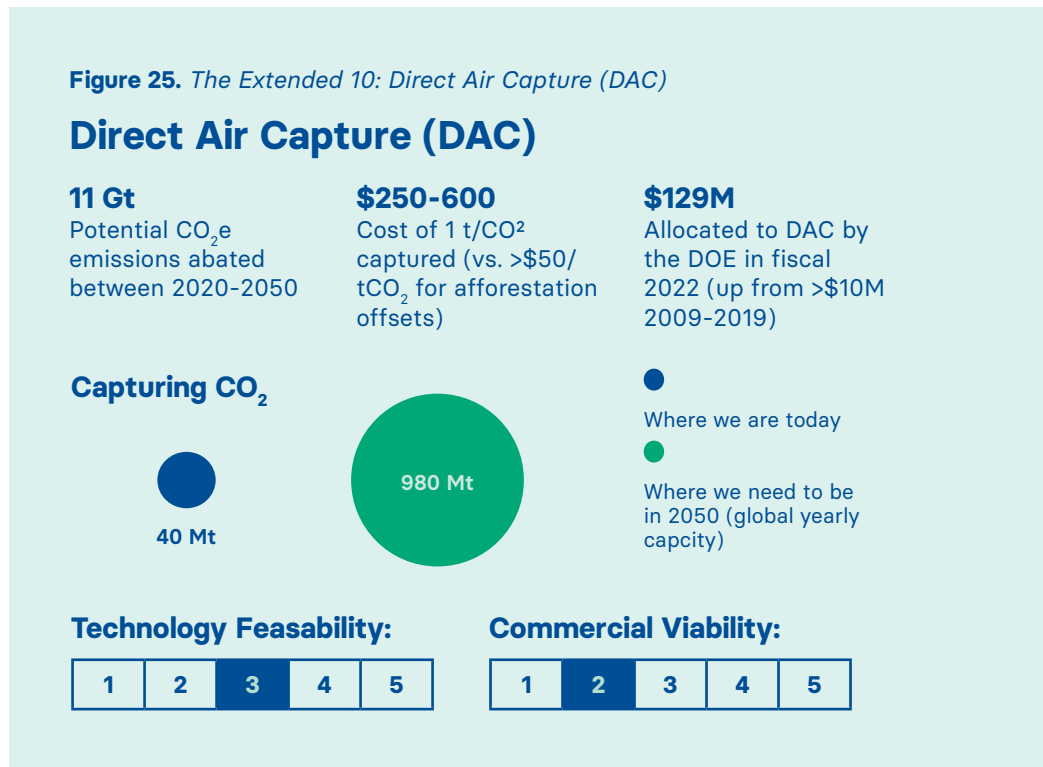 Figure 25. The Extended 10: Direct Air Capture (DAC)
Direct Air Capture (DAC)
11 Gt
Potential CO₂e
emissions abated
between 2020-2050
$250-600
Cost of 1 t/CO²
captured (vs. >$50/
tCO₂ for afforestation
offsets)
$129M
Allocated to DAC by
the DOE in fiscal
2022 (up from >$10M
2009-2019)
Capturing CO₂
40 Mt
980 Mt
Where we are today
Where we need to be
in 2050 (global yearly
capcity)
Technology Feasability:
1 2 3 4 5
Commercial Viability:
1 2 3 4 5